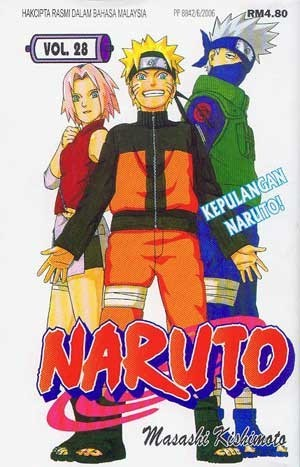 HAKCIPTA RASMI DALAM BAHASA MALAYSIA
PP 8842/6/2006
RM4.80
VOL. 28
KEPULANGAN
NARUTO!
NARUTO
Masashi Kishimoto